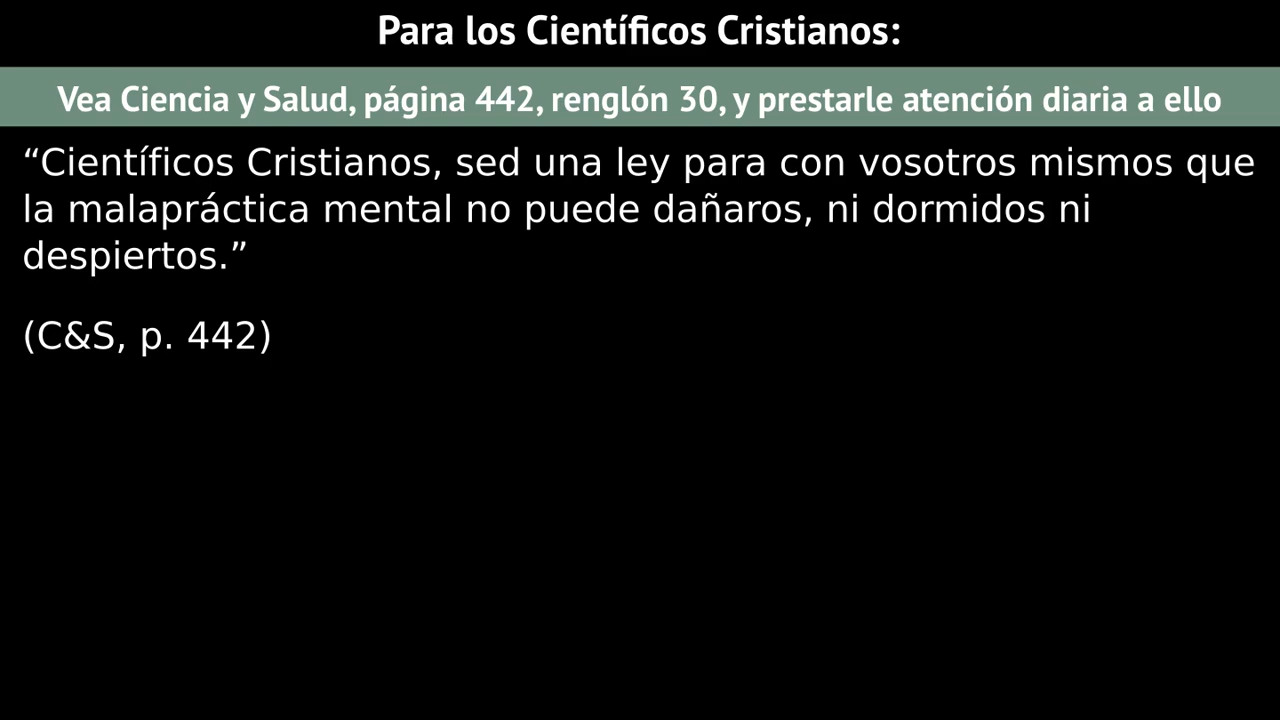 Para los Científicos Cristianos:
Vea Ciencia y Salud, página 442, renglón 30, y prestarle atención diaria a ello
“Científicos Cristianos, sed una ley para con vosotros mismos que
la malapráctica mental no puede dañaros, ni dormidos ni
despiertos.”
(C&S, p. 442)